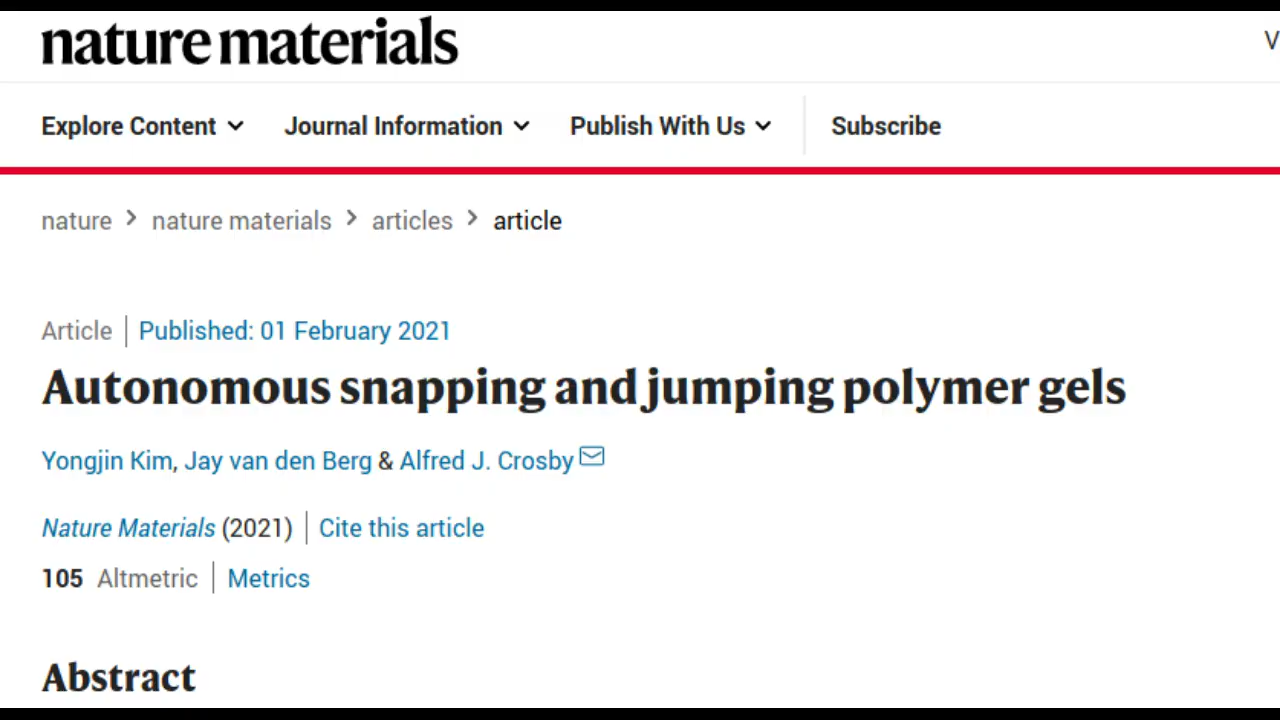 nature materials
V
Explore Content Journal Information Publish With Us Subscribe
nature > nature materials > articles > article
Article | Published: 01 February 2021
Autonomous snapping and jumping polymer gels
Yongjin Kim, Jay van den Berg & Alfred J. Crosby
Nature Materials (2021) | Cite this article
105 Altmetric | Metrics
Abstract